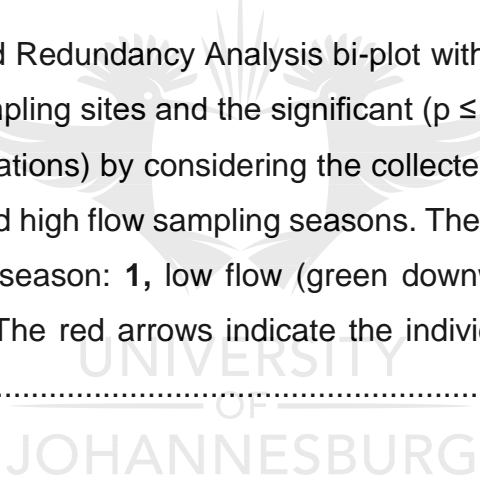 d Redundancy Analysis bi-plot with
mpling sites and the significant (p ≤
ations) by considering the collecte
d high flow sampling seasons. The
season: 1, low flow (green downw
The red arrows indicate the indivi
................................................................
UNIVERSITY
OF
JOHANNESBURG